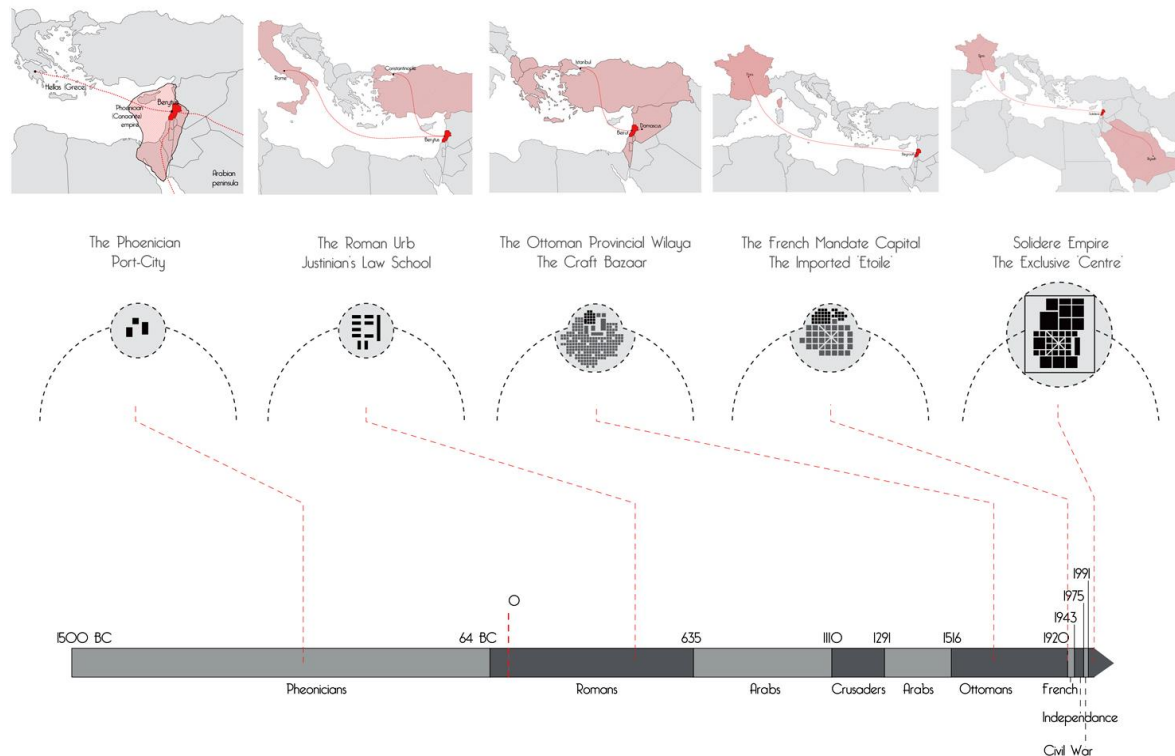 Hellas (Grece)
Berytus
Phoenician
(Canaanite)
empire
Arabian
peninsula
Rome
Constantinople
Berytus
Istanbul
Beirut
Damascus
Paris
Beyrouth
Paris
The Phoenician
Port-City
The Roman Urb
Justinian's Law School
The Ottoman Provincial Wilaya
The Craft Bazaar
The French Mandate Capital
The Imported 'Etoile'
Solidere Empire
The Exclusive 'Centre'
1500 BC
64 BC
0
635
1110
1291
1516
1920
1943
1975
1991
Pheonicians
Romans
Arabs
Crusaders
Arabs
Ottomans
French
Independance
Civil War